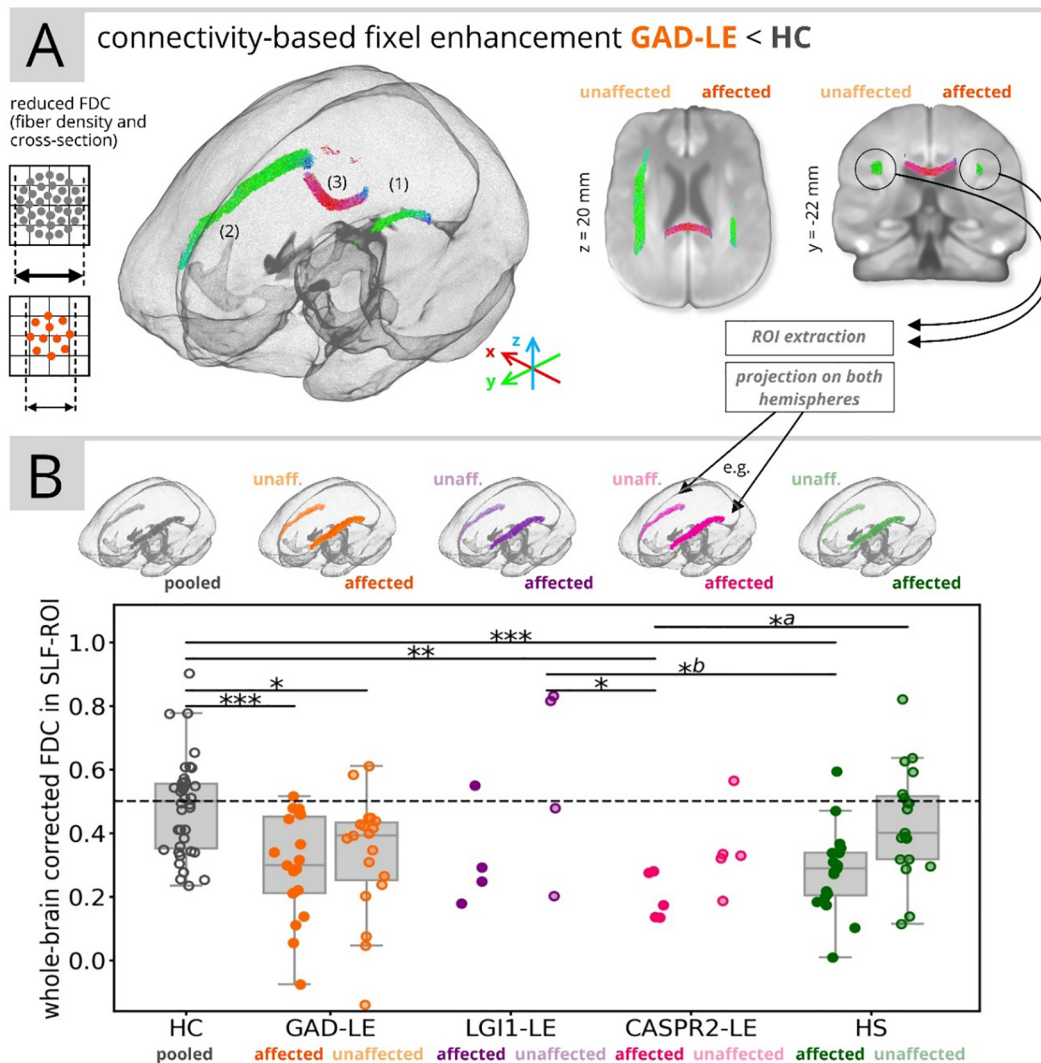 A
connectivity-based fixel enhancement GAD-LE < HC
reduced FDC
(fiber density and
cross-section)
(1)
(2)
(3)
x
y
z
unaffected affected
z = 20 mm
unaffected affected
y = -22 mm
ROI extraction
projection on both
hemispheres
B
e.g.
unaff. unaff. unaff. unaff.
pooled affected affected affected affected
whole-brain corrected FDC in SLF-ROI
1.0
0.8
0.6
0.4
0.2
0.0
*a
***
**
*b
*
*
***
HC GAD-LE LGI1-LE CASPR2-LE HS
pooled affected unaffected affected unaffected affected unaffected affected unaffected